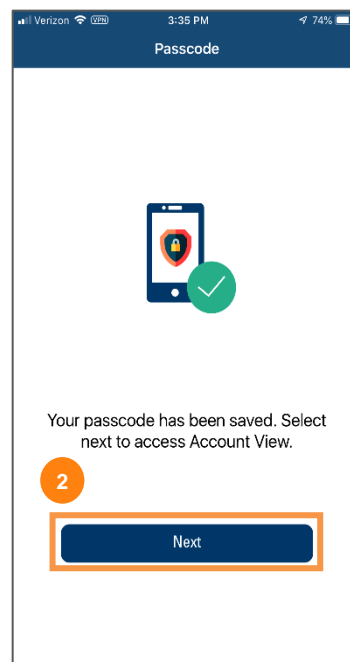 Verizon VPN 3:35 PM 74%
Passcode
Your passcode has been saved. Select
next to access Account View.
2
Next